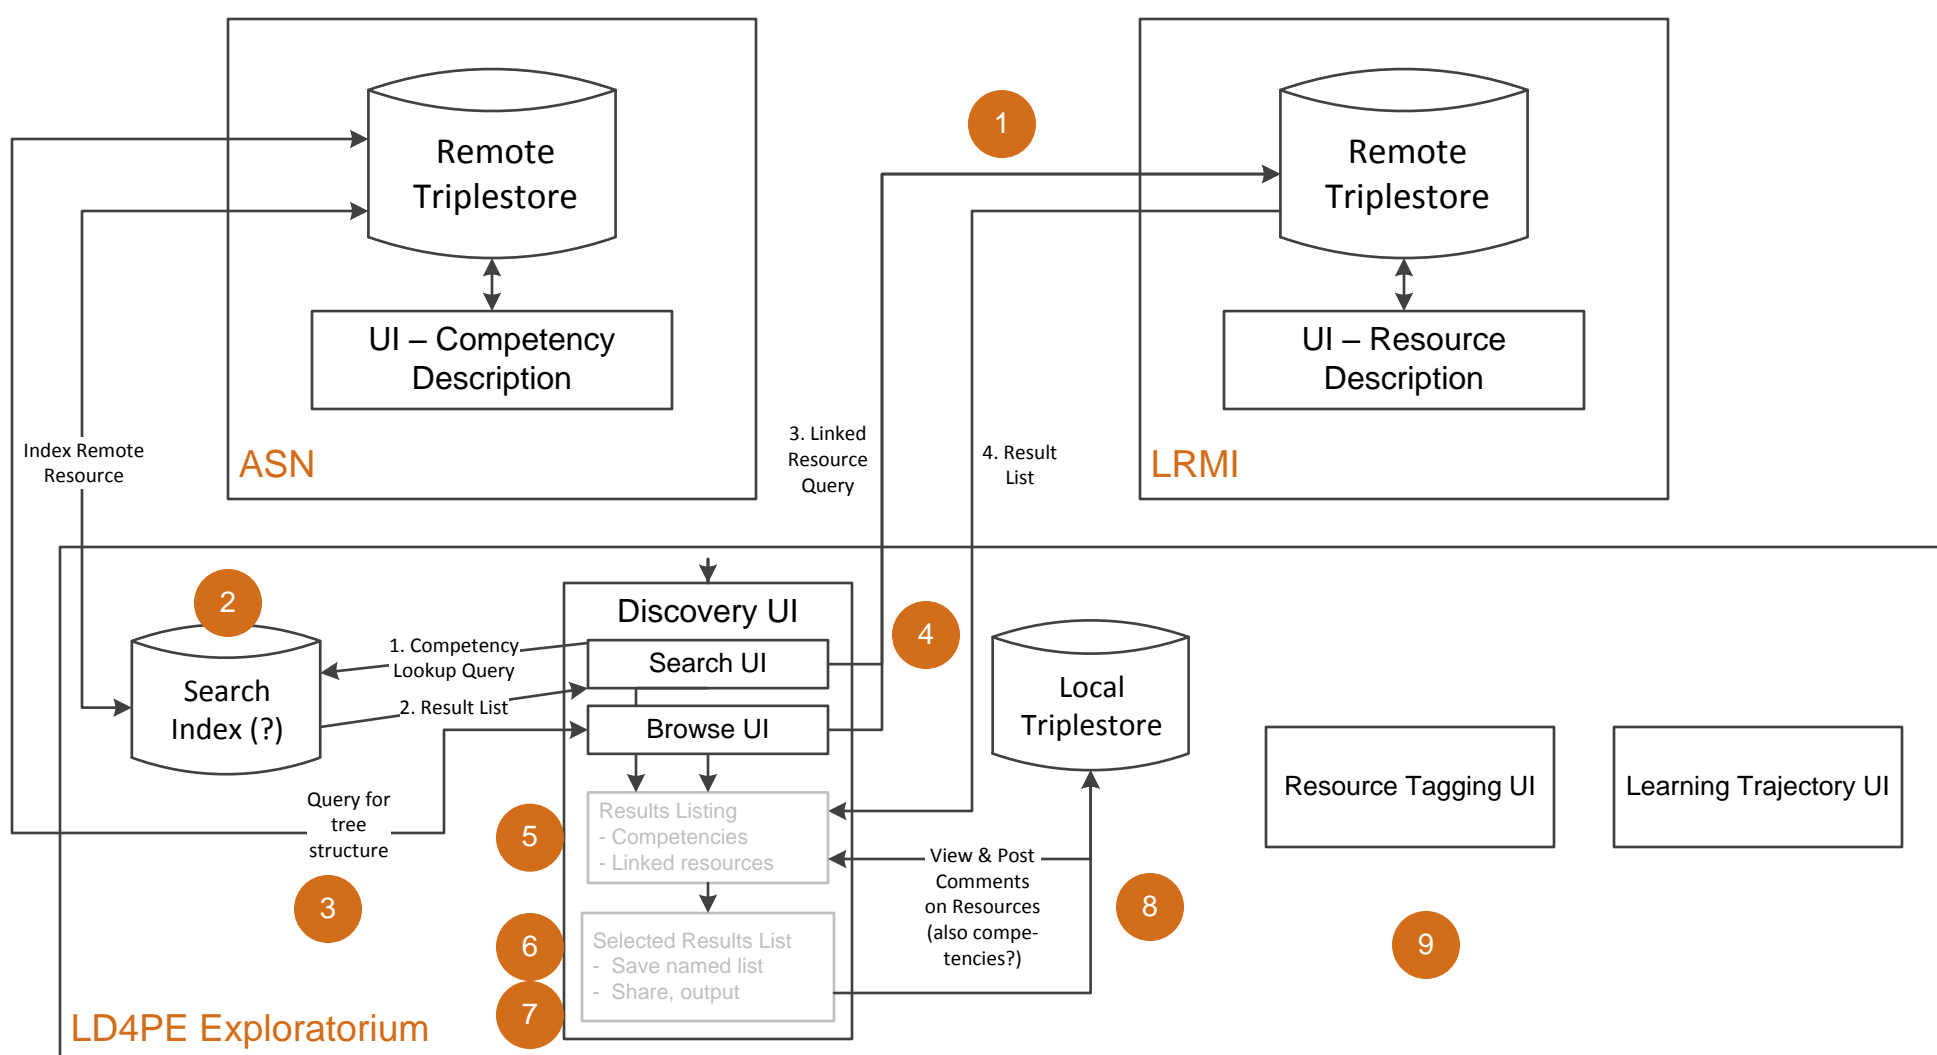 Remote
Triplestore
UI – Competency
Description
ASN
1
Remote
Triplestore
UI – Resource
Description
LRMI
Index Remote
Resource
3. Linked
Resource
Query
4. Result
List
2
Search
Index (?)
1. Competency
Lookup Query
2. Result List
Query for
tree
structure
3
Discovery UI
Search UI
Browse UI
4
Results Listing
- Competencies
- Linked resources
5
Selected Results List
- Save named list
- Share, output
6
7
Local
Triplestore
View & Post
Comments
on Resources
(also compe-
tencies?)
8
Resource Tagging UI
Learning Trajectory UI
9
LD4PE Exploratorium